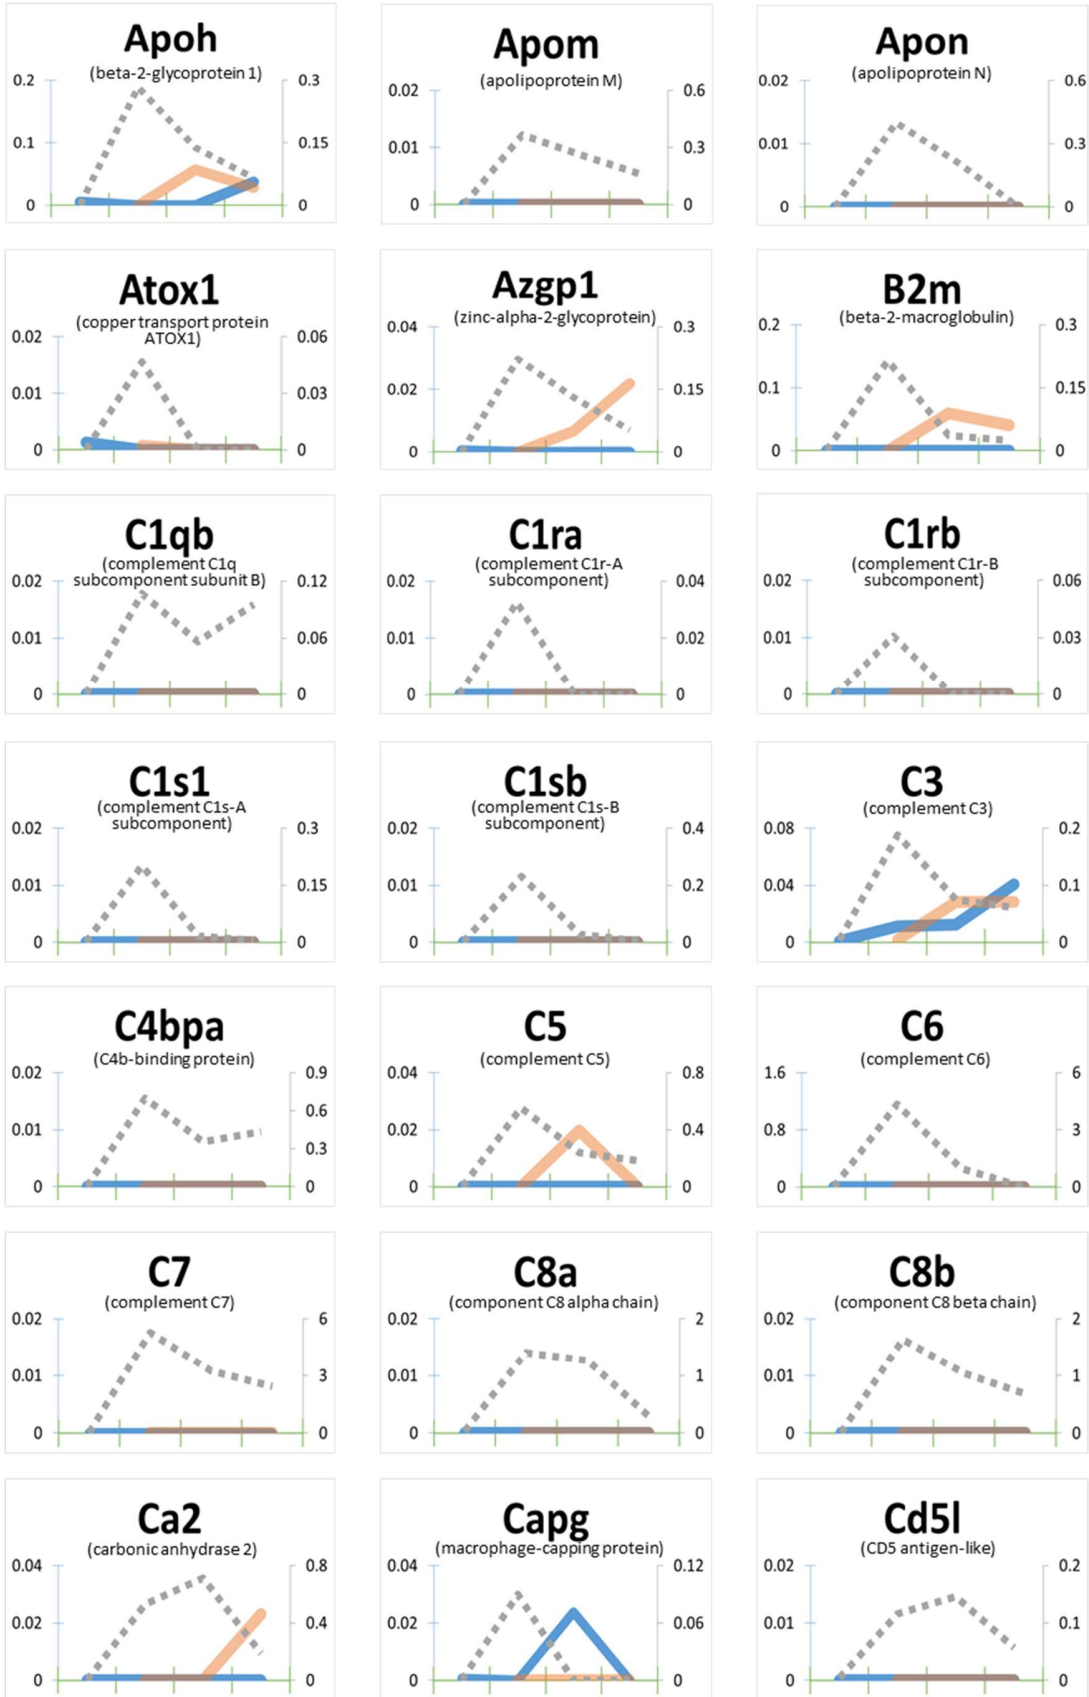 Apoh
(beta-2-glycoprotein 1)
0.2
0.1
0
0.3
0.15
0
Apom
(apolipoprotein M)
0.02
0.01
0
0.6
0.3
0
Apon
(apolipoprotein N)
0.02
0.01
0
0.6
0.3
0
Atox1
(copper transport protein
ATOX1)
0.02
0.01
0
0.06
0.03
0
Azgp1
(zinc-alpha-2-glycoprotein)
0.04
0.02
0
0.3
0.15
0
B2m
(beta-2-macroglobulin)
0.2
0.1
0
0.3
0.15
0
C1qb
(complement C1q
subcomponent subunit B)
0.02
0.01
0
0.12
0.06
0
C1ra
(complement C1r-A
subcomponent)
0.02
0.01
0
0.04
0.02
0
C1rb
(complement C1r-B
subcomponent)
0.02
0.01
0
0.06
0.03
0
C1s1
(complement C1s-A
subcomponent)
0.02
0.01
0
0.3
0.15
0
C1sb
(complement C1s-B
subcomponent)
0.02
0.01
0
0.4
0.2
0
C3
(complement C3)
0.08
0.04
0
0.2
0.1
0
C4bpa
(C4b-binding protein)
0.02
0.01
0
0.9
0.6
0.3
0
C5
(complement C5)
0.04
0.02
0
0.8
0.4
0
C6
(complement C6)
1.6
0.8
0
6
3
0
C7
(complement C7)
0.02
0.01
0
6
3
0
C8a
(component C8 alpha chain)
0.02
0.01
0
2
1
0
C8b
(component C8 beta chain)
0.02
0.01
0
2
1
0
Ca2
(carbonic anhydrase 2)
0.04
0.02
0
0.8
0.4
0
Capg
(macrophage-capping protein)
0.04
0.02
0
0.12
0.06
0
Cd5l
(CD5 antigen-like)
0.02
0.01
0
0.2
0.1
0